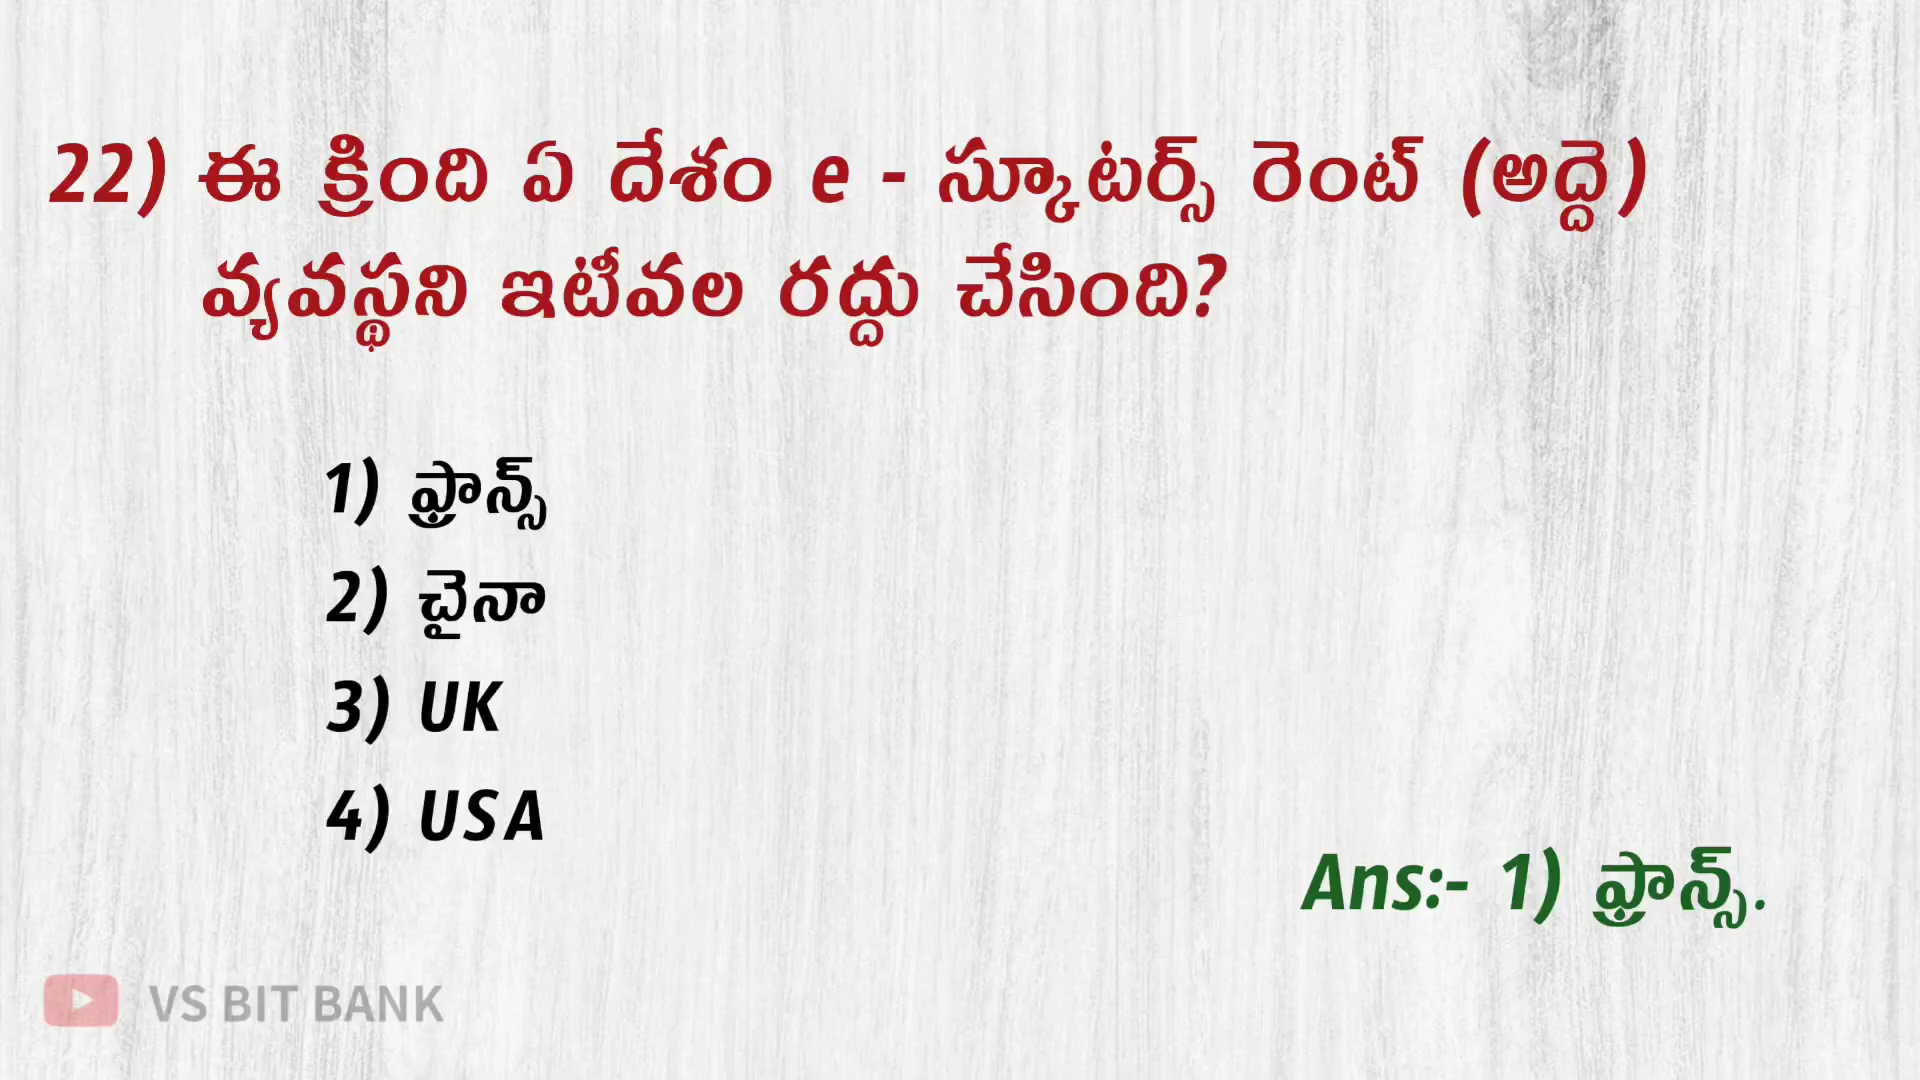 22) ఈ క్రింది ఏ దేశం e - స్కూటర్స్ రెంట్ (అద్దె)
వ్యవస్థని ఇటీవల రద్దు చేసింది?
1) ఫ్రాన్స్
2) చైనా
3) UK
4) USA
Ans:- 1) ఫ్రాన్స్.
VS BIT BANK